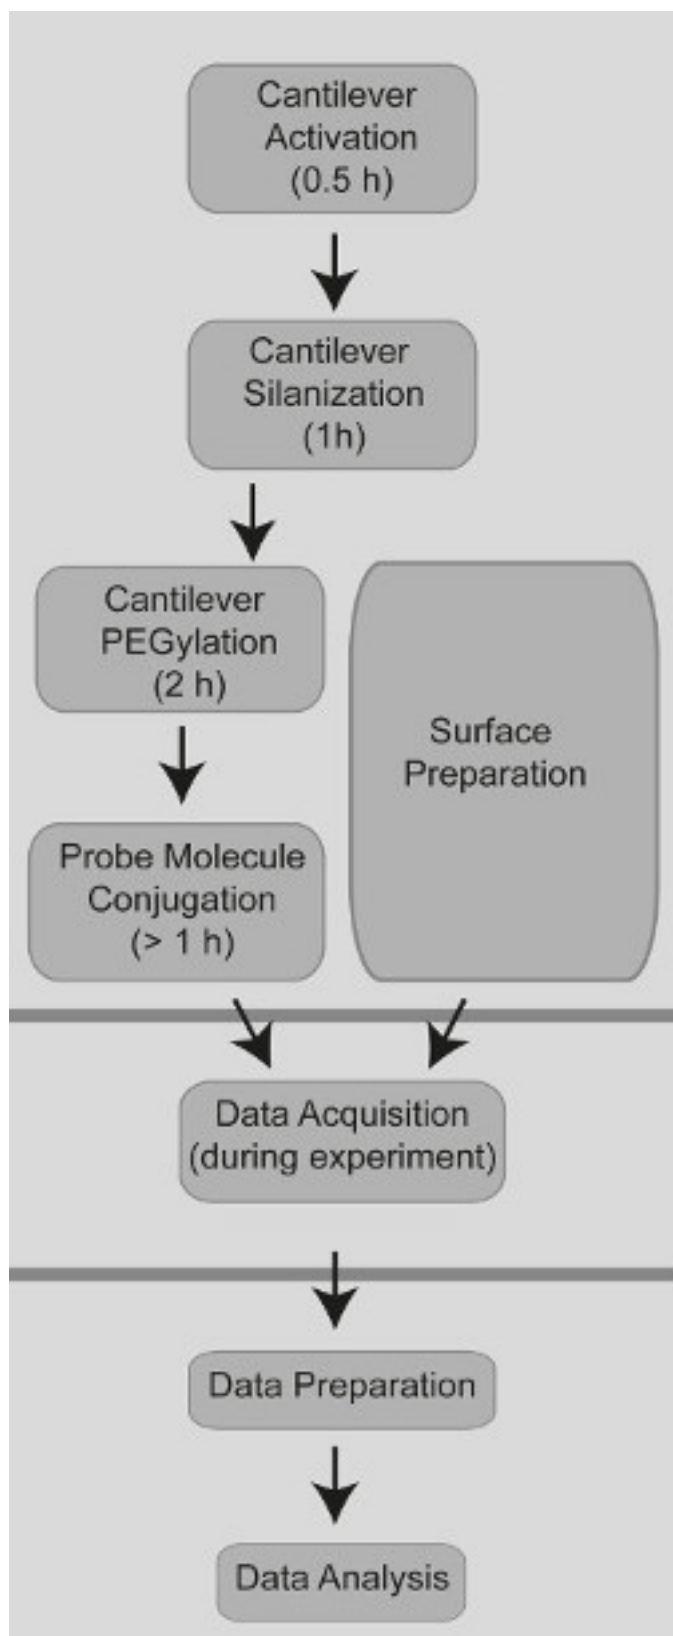 Cantilever
Activation
(0.5 h)
Cantilever
Silanization
(1h)
Cantilever
PEGylation
(2 h)
Surface
Preparation
Probe Molecule
Conjugation
(> 1 h)
Data Acquisition
(during experiment)
Data Preparation
Data Analysis